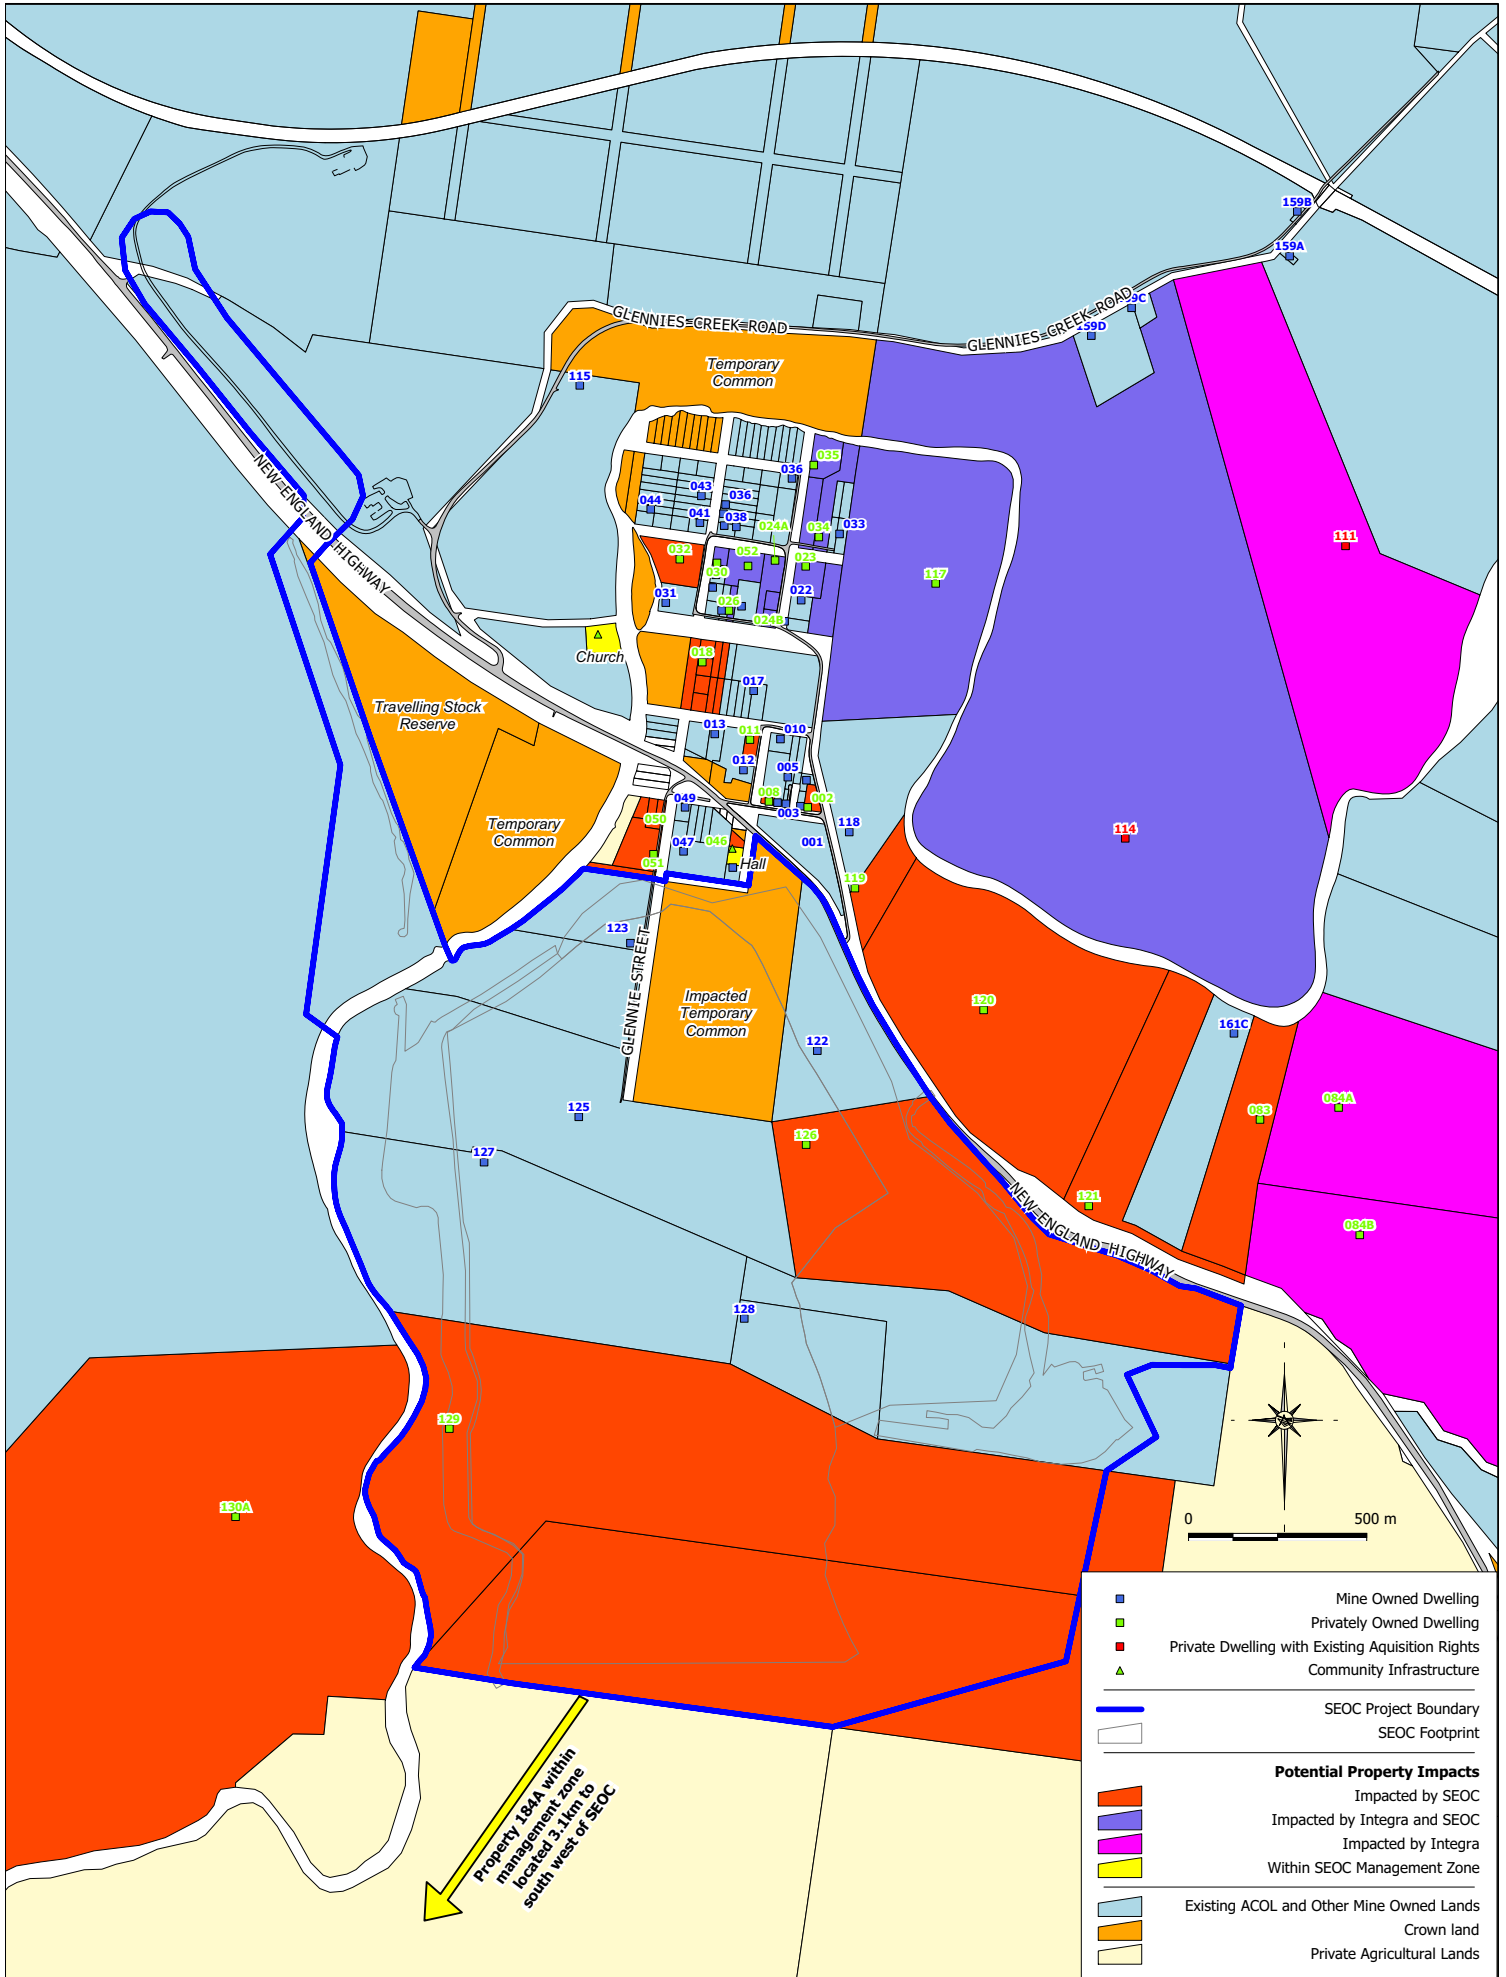 159B
159A
GLENNIES CREEK ROAD
GLENNIES CREEK ROAD
159D
Temporary
Common
115
035
036
043
036
044
041
038
024A
034
033
111
032
052
023
030
117
031
026
022
024B
NEW ENGLAND HIGHWAY
Church
018
017
Travelling Stock
Reserve
013
011
010
012
005
049
008
002
003
050
118
114
Temporary
Common
047
046
001
051
Hall
119
123
GLENNIE STREET
Impacted
Temporary
Common
120
161C
122
125
126
083
084A
127
121
084B
NEW ENGLAND HIGHWAY
128
129
130A
0 500 m
Mine Owned Dwelling
Privately Owned Dwelling
Private Dwelling with Existing Aquisition Rights
Community Infrastructure
SEOC Project Boundary
SEOC Footprint
Potential Property Impacts
Impacted by SEOC
Impacted by Integra and SEOC
Impacted by Integra
Within SEOC Management Zone
Existing ACOL and Other Mine Owned Lands
Crown land
Private Agricultural Lands
Property 184A within
management zone
located 3.1km to
south west of SEOC